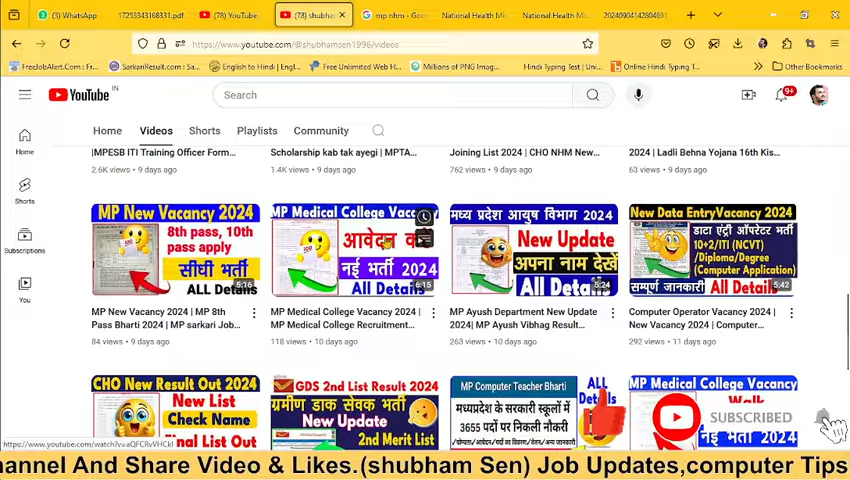 (3) WhatsApp
17253343168331.pdf
(78) YouTube
(78) shubham
mp nhm - Goo
National Health Mi
National Health Mis
20240904142804691
https://www.youtube.com/@shubhamsen1996/videos
FreeJobAlert.Com : Fr...
SarkariResult.com : Sa...
English to Hindi | Engl...
Free Unlimited Web H...
Millions of PNG Imag...
Hindi Typing Test | Uni...
Online Hindi Typing T...
Other Bookmarks
YouTube IN
Search
9+
Home
Videos
Shorts
Playlists
Community
Home
Shorts
Subscriptions
You
|MPESB ITI Training Officer Form...
2.6K views • 9 days ago
Scholarship kab tak ayegi | MPTA...
1.4K views • 9 days ago
Joining List 2024 | CHO NHM New...
762 views • 9 days ago
2024 | Ladli Behna Yojana 16th Kis...
63 views • 9 days ago
MP New Vacancy 2024
8th pass, 10th
pass apply
सीधी भर्ती
ALL Details
5:16
MP New Vacancy 2024 | MP 8th
Pass Bharti 2024 | MP sarkari Job...
84 views • 9 days ago
MP Medical College Vacancy
आवेदन
नई भर्ती 2024
ALL Details
6:15
MP Medical College Vacancy 2024 |
MP Medical College Recruitment...
118 views • 10 days ago
मध्य प्रदेश आयुष विभाग 2024
New Update
अपना नाम देखें
ALL Details
5:24
MP Ayush Department New Update
2024| MP Ayush Vibhag Result...
263 views • 10 days ago
New Data EntryVacancy 2024
डाटा एंट्री ऑपरेटर भर्ती
10+2/ITI (NCVT)
/Diploma/Degree
(Computer Application)
सम्पूर्ण जानकारी ALL Details
5:42
Computer Operator Vacancy 2024 |
New Vacancy 2024 | Computer...
292 views • 11 days ago
CHO New Result Out 2024
New List
Check Name
Final List Out
GDS 2nd List Result 2024
ग्रामीण डाक सेवक भर्ती
New Update
2nd Merit List
MP Computer Teacher Bharti
मध्यप्रदेश के सरकारी स्कूलों में
3655 पदों पर निकली नौकरी
ALL
Details
MP Medical College Vacancy
Walk
नई भर्ती 2024
SUBSCRIBED
hannel And Share Video & Likes.(shubham Sen) Job Updates,computer Tips